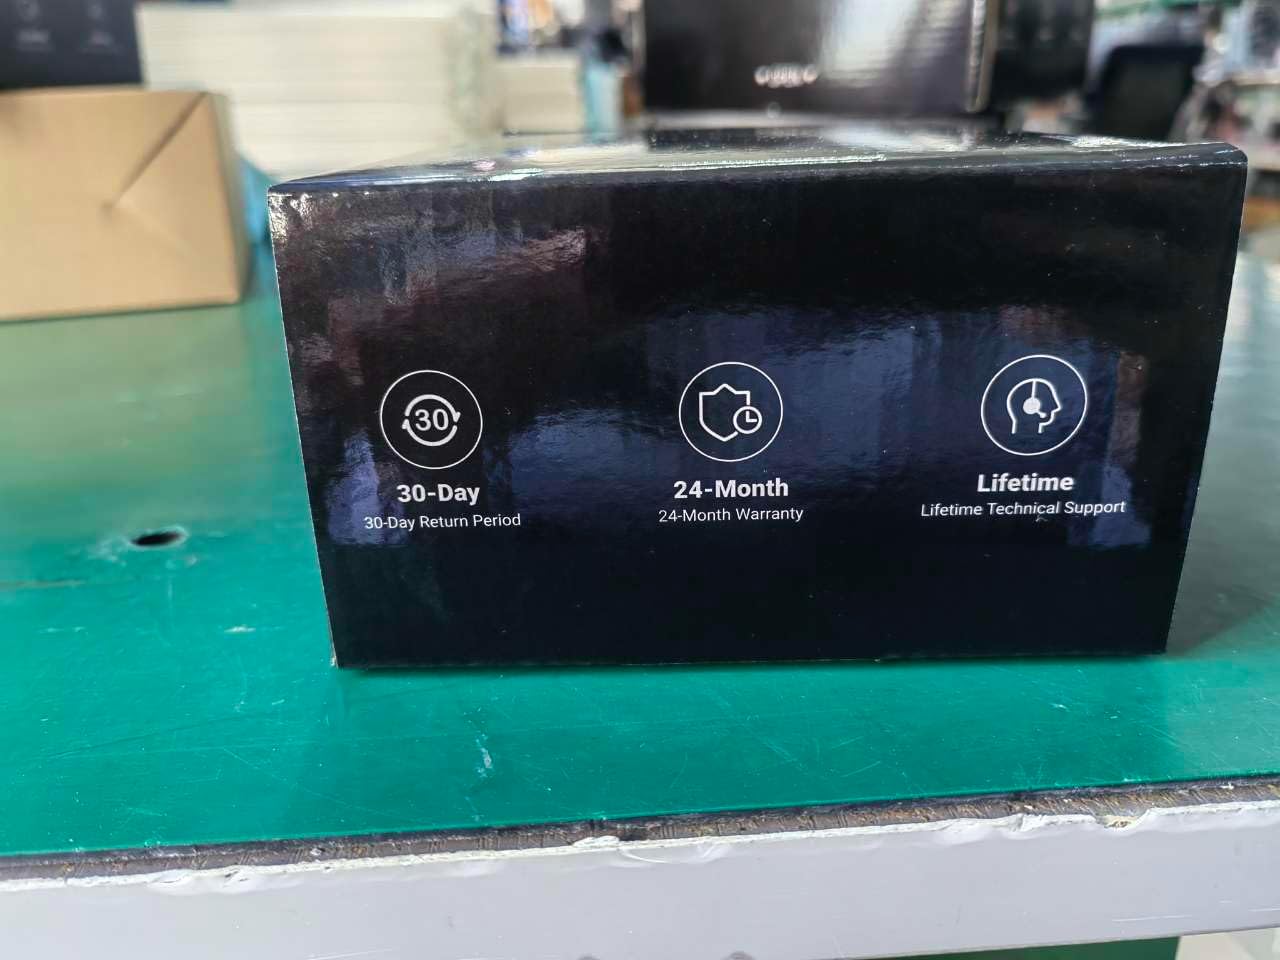 30
30-Day
30-Day Return Period
24-Month
24-Month Warranty
Lifetime
Lifetime Technical Support